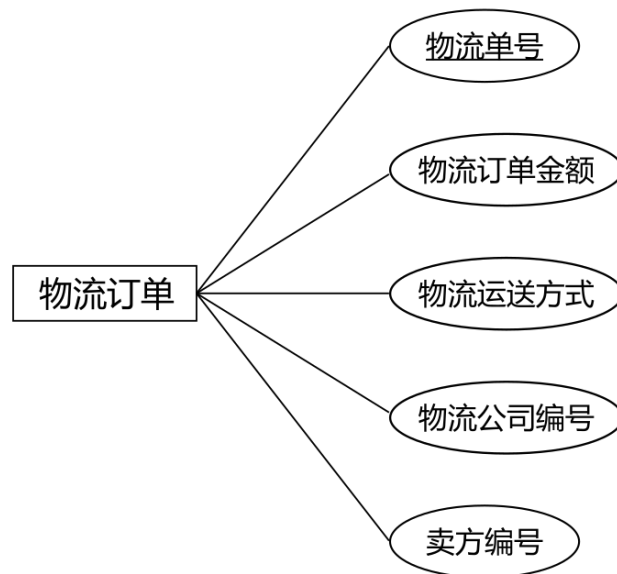 物流单号
物流订单金额
物流订单
物流运送方式
物流公司编号
卖方编号